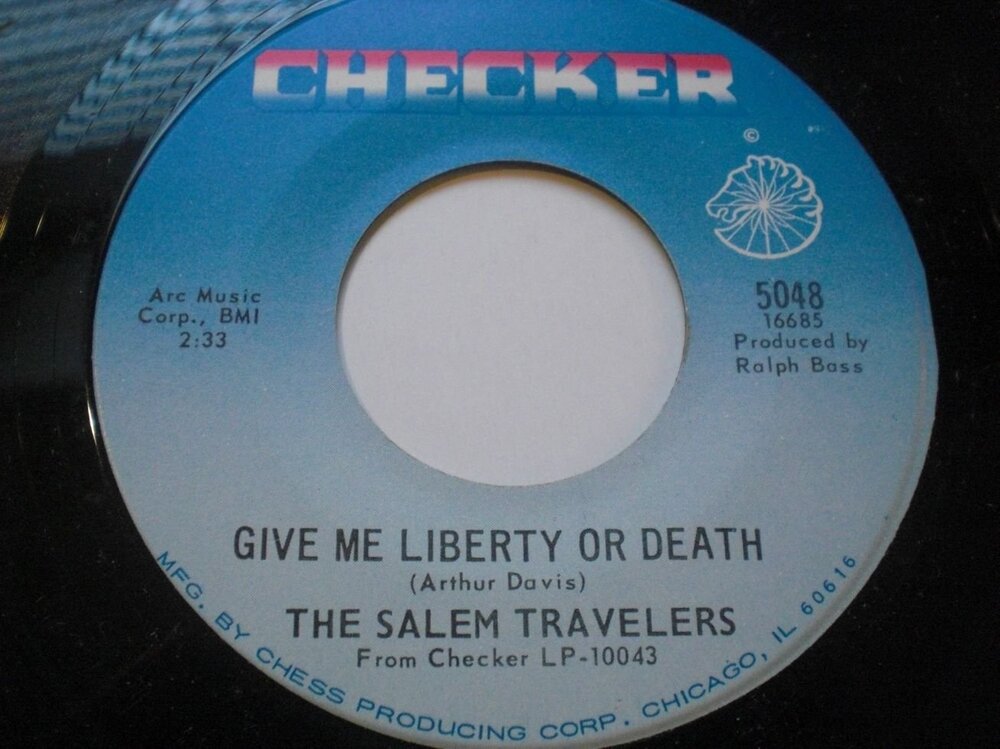 CHECKER
©
Arc Music
Corp., BMI
2:33
5048
16685
Produced by
Ralph Bass
GIVE ME LIBERTY OR DEATH
(Arthur Davis)
THE SALEM TRAVELERS
From Checker LP-10043
MFG. BY CHESS PRODUCING CORP. CHICAGO, IL 60616